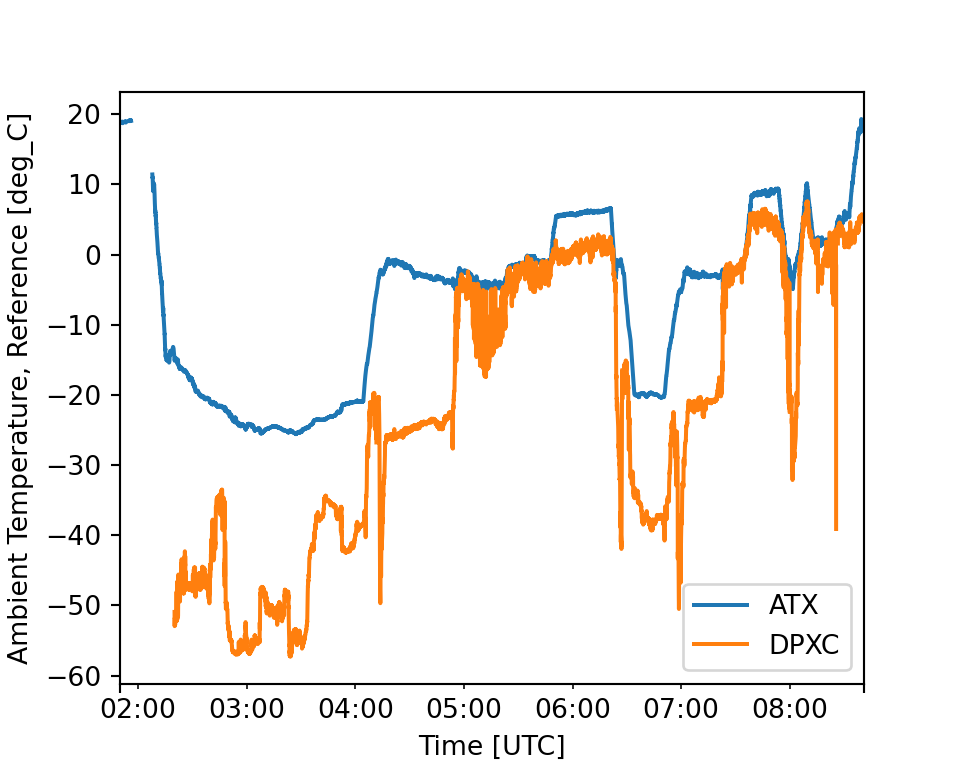 Ambient Temperature, Reference [deg_C]
20
10
0
−10
−20
−30
−40
−50
−60
ATX
DPXC
02:00 03:00 04:00 05:00 06:00 07:00 08:00
Time [UTC]